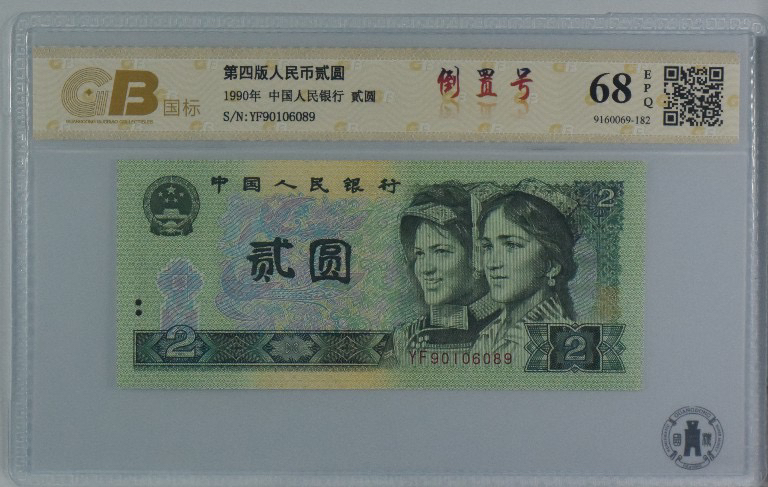 GB国标
第四版人民币贰圆
1990年 中国人民银行 贰圆
S/N:YF90106089
倒置号
68 EPQ
9160069-182
中国人民银行
贰圆
2
2
2
YF90106089